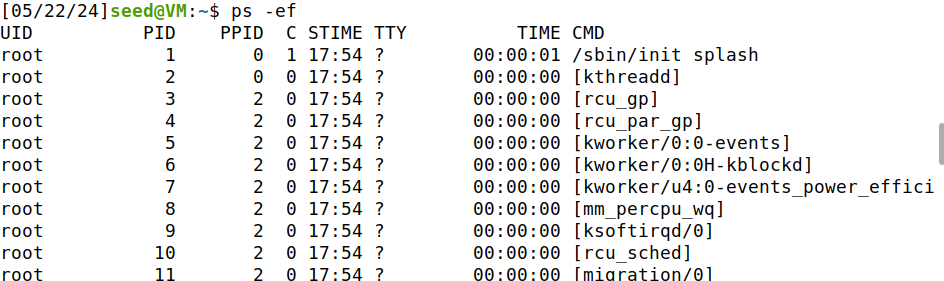 [05/22/24]seed@VM:~$ ps -ef
UID          PID    PPID  C STIME TTY          TIME CMD
root           1       0  1 17:54 ?        00:00:01 /sbin/init splash
root           2       0  0 17:54 ?        00:00:00 [kthreadd]
root           3       2  0 17:54 ?        00:00:00 [rcu_gp]
root           4       2  0 17:54 ?        00:00:00 [rcu_par_gp]
root           5       2  0 17:54 ?        00:00:00 [kworker/0:0-events]
root           6       2  0 17:54 ?        00:00:00 [kworker/0:0H-kblockd]
root           7       2  0 17:54 ?        00:00:00 [kworker/u4:0-events_power_effici
root           8       2  0 17:54 ?        00:00:00 [mm_percpu_wq]
root           9       2  0 17:54 ?        00:00:00 [ksoftirqd/0]
root          10       2  0 17:54 ?        00:00:00 [rcu_sched]
root          11       2  0 17:54 ?        00:00:00 [migration/0]